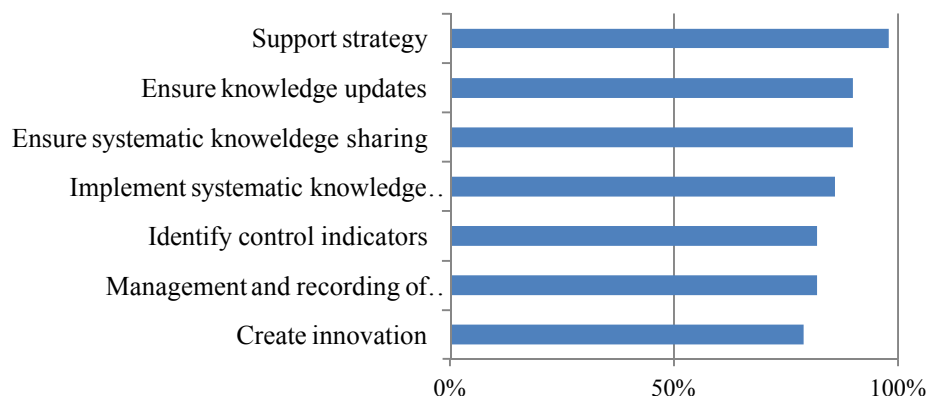 Support strategy
Ensure knowledge updates
Ensure systematic knoweldege sharing
Implement systematic knowledge..
Identify control indicators
Management and recording of..
Create innovation
0% 50% 100%